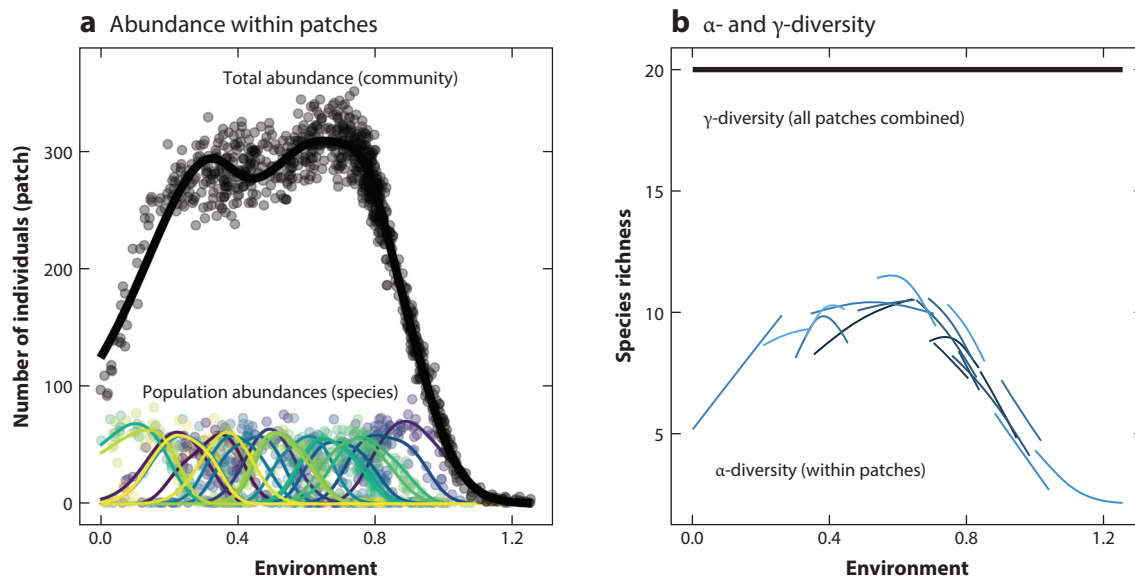 a Abundance within patches
Total abundance (community)
Population abundances (species)
Number of individuals (patch)
300
200
100
0
0.0 0.4 0.8 1.2
Environment
b α- and γ-diversity
γ-diversity (all patches combined)
α-diversity (within patches)
Species richness
20
15
10
5
0.0 0.4 0.8 1.2
Environment